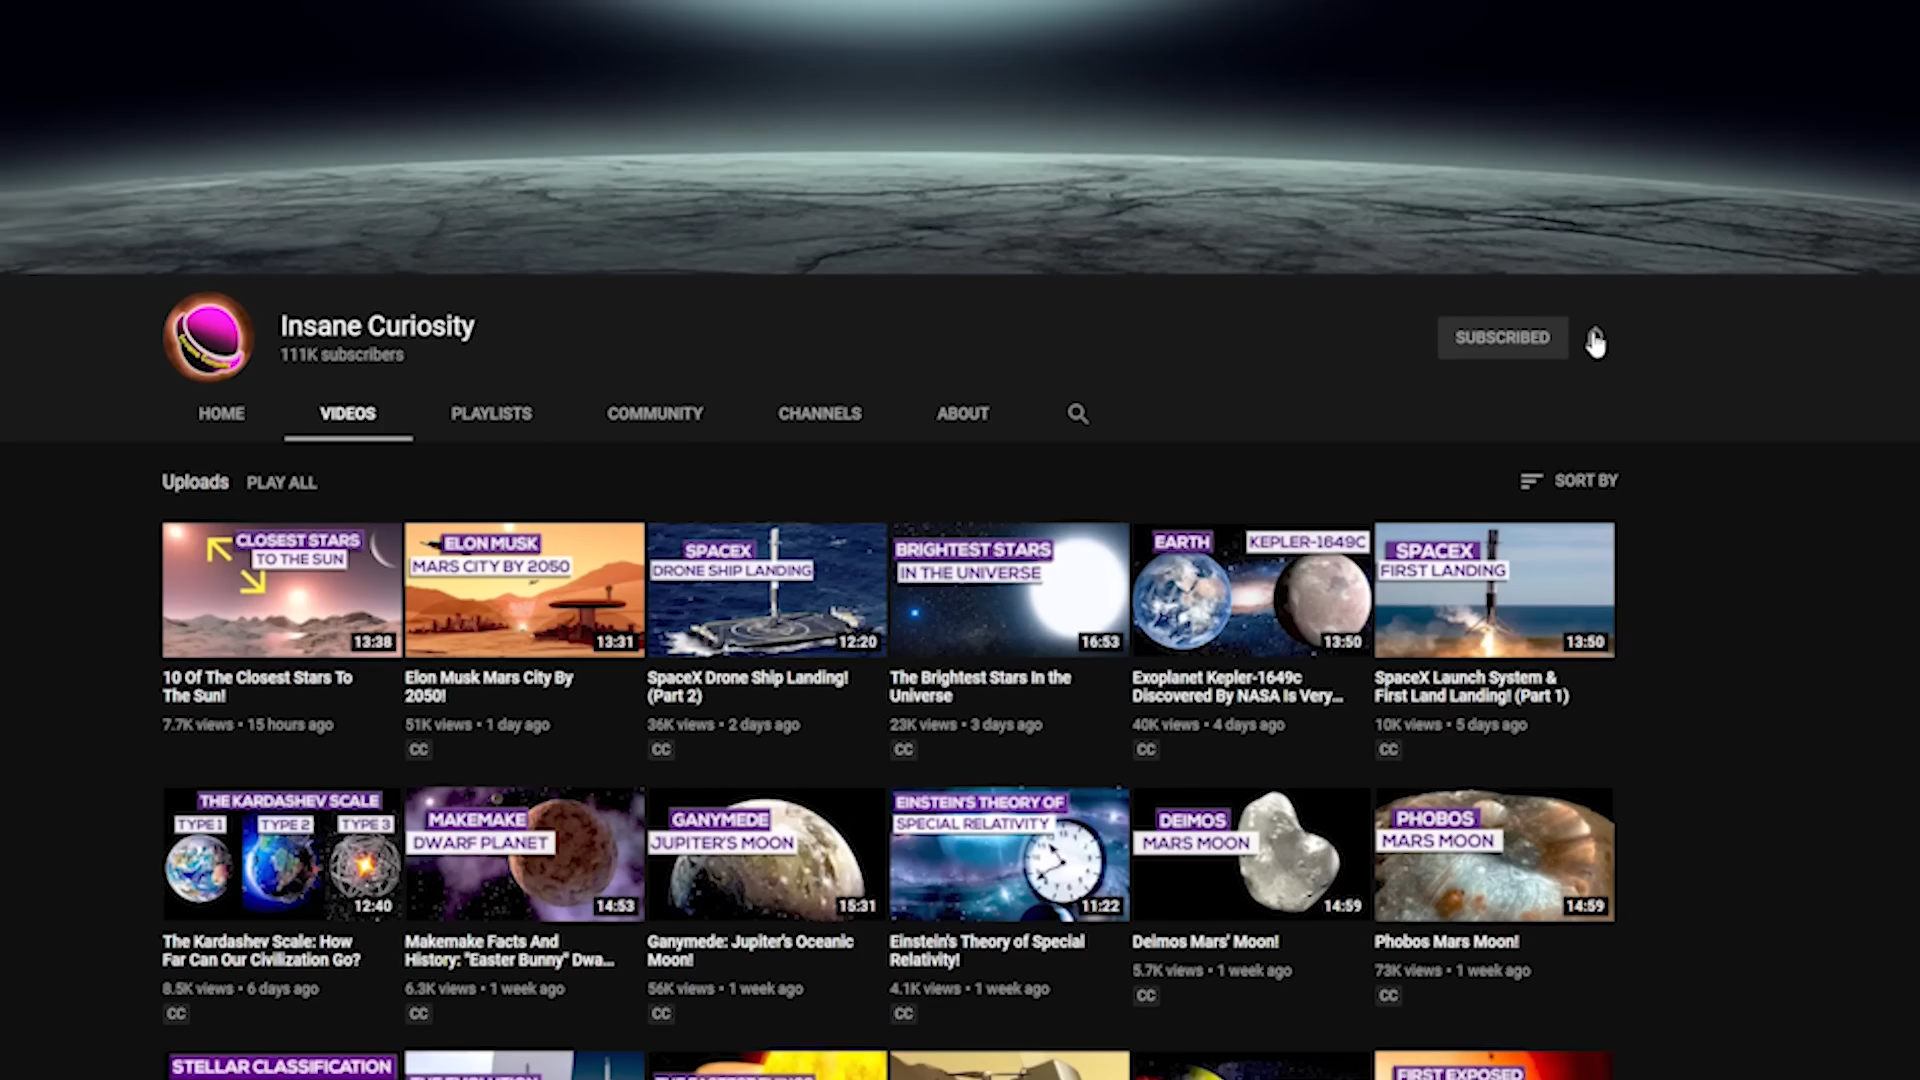 Insane Curiosity
111K subscribers
SUBSCRIBED
HOME
VIDEOS
PLAYLISTS
COMMUNITY
CHANNELS
ABOUT
Uploads
PLAY ALL
SORT BY
CLOSEST STARS
TO THE SUN
13:38
ELON MUSK
MARS CITY BY 2050
13:31
SPACEX
DRONE SHIP LANDING
12:20
BRIGHTEST STARS
IN THE UNIVERSE
16:53
EARTH
KEPLER-1649C
13:50
SPACEX
FIRST LANDING
13:50
10 Of The Closest Stars To
The Sun!
7.7K views • 15 hours ago
Elon Musk Mars City By
2050!
51K views • 1 day ago
CC
SpaceX Drone Ship Landing!
(Part 2)
36K views • 2 days ago
CC
The Brightest Stars In the
Universe
23K views • 3 days ago
CC
Exoplanet Kepler-1649c
Discovered By NASA Is Very...
40K views • 4 days ago
CC
SpaceX Launch System &
First Land Landing! (Part 1)
10K views • 5 days ago
CC
THE KARDASHEV SCALE
TYPE 1
TYPE 2
TYPE 3
12:40
MAKEMAKE
DWARF PLANET
14:53
GANYMEDE
JUPITER'S MOON
15:31
EINSTEIN'S THEORY OF
SPECIAL RELATIVITY
11:22
DEIMOS
MARS MOON
14:59
PHOBOS
MARS MOON
14:59
The Kardashev Scale: How
Far Can Our Civilization Go?
8.5K views • 6 days ago
CC
Makemake Facts And
History: "Easter Bunny" Dwa...
6.3K views • 1 week ago
CC
Ganymede: Jupiter's Oceanic
Moon!
56K views • 1 week ago
CC
Einstein's Theory of Special
Relativity!
4.1K views • 1 week ago
CC
Deimos Mars' Moon!
5.7K views • 1 week ago
CC
Phobos Mars Moon!
73K views • 1 week ago
CC
STELLAR CLASSIFICATION
FIRST EXPOSED